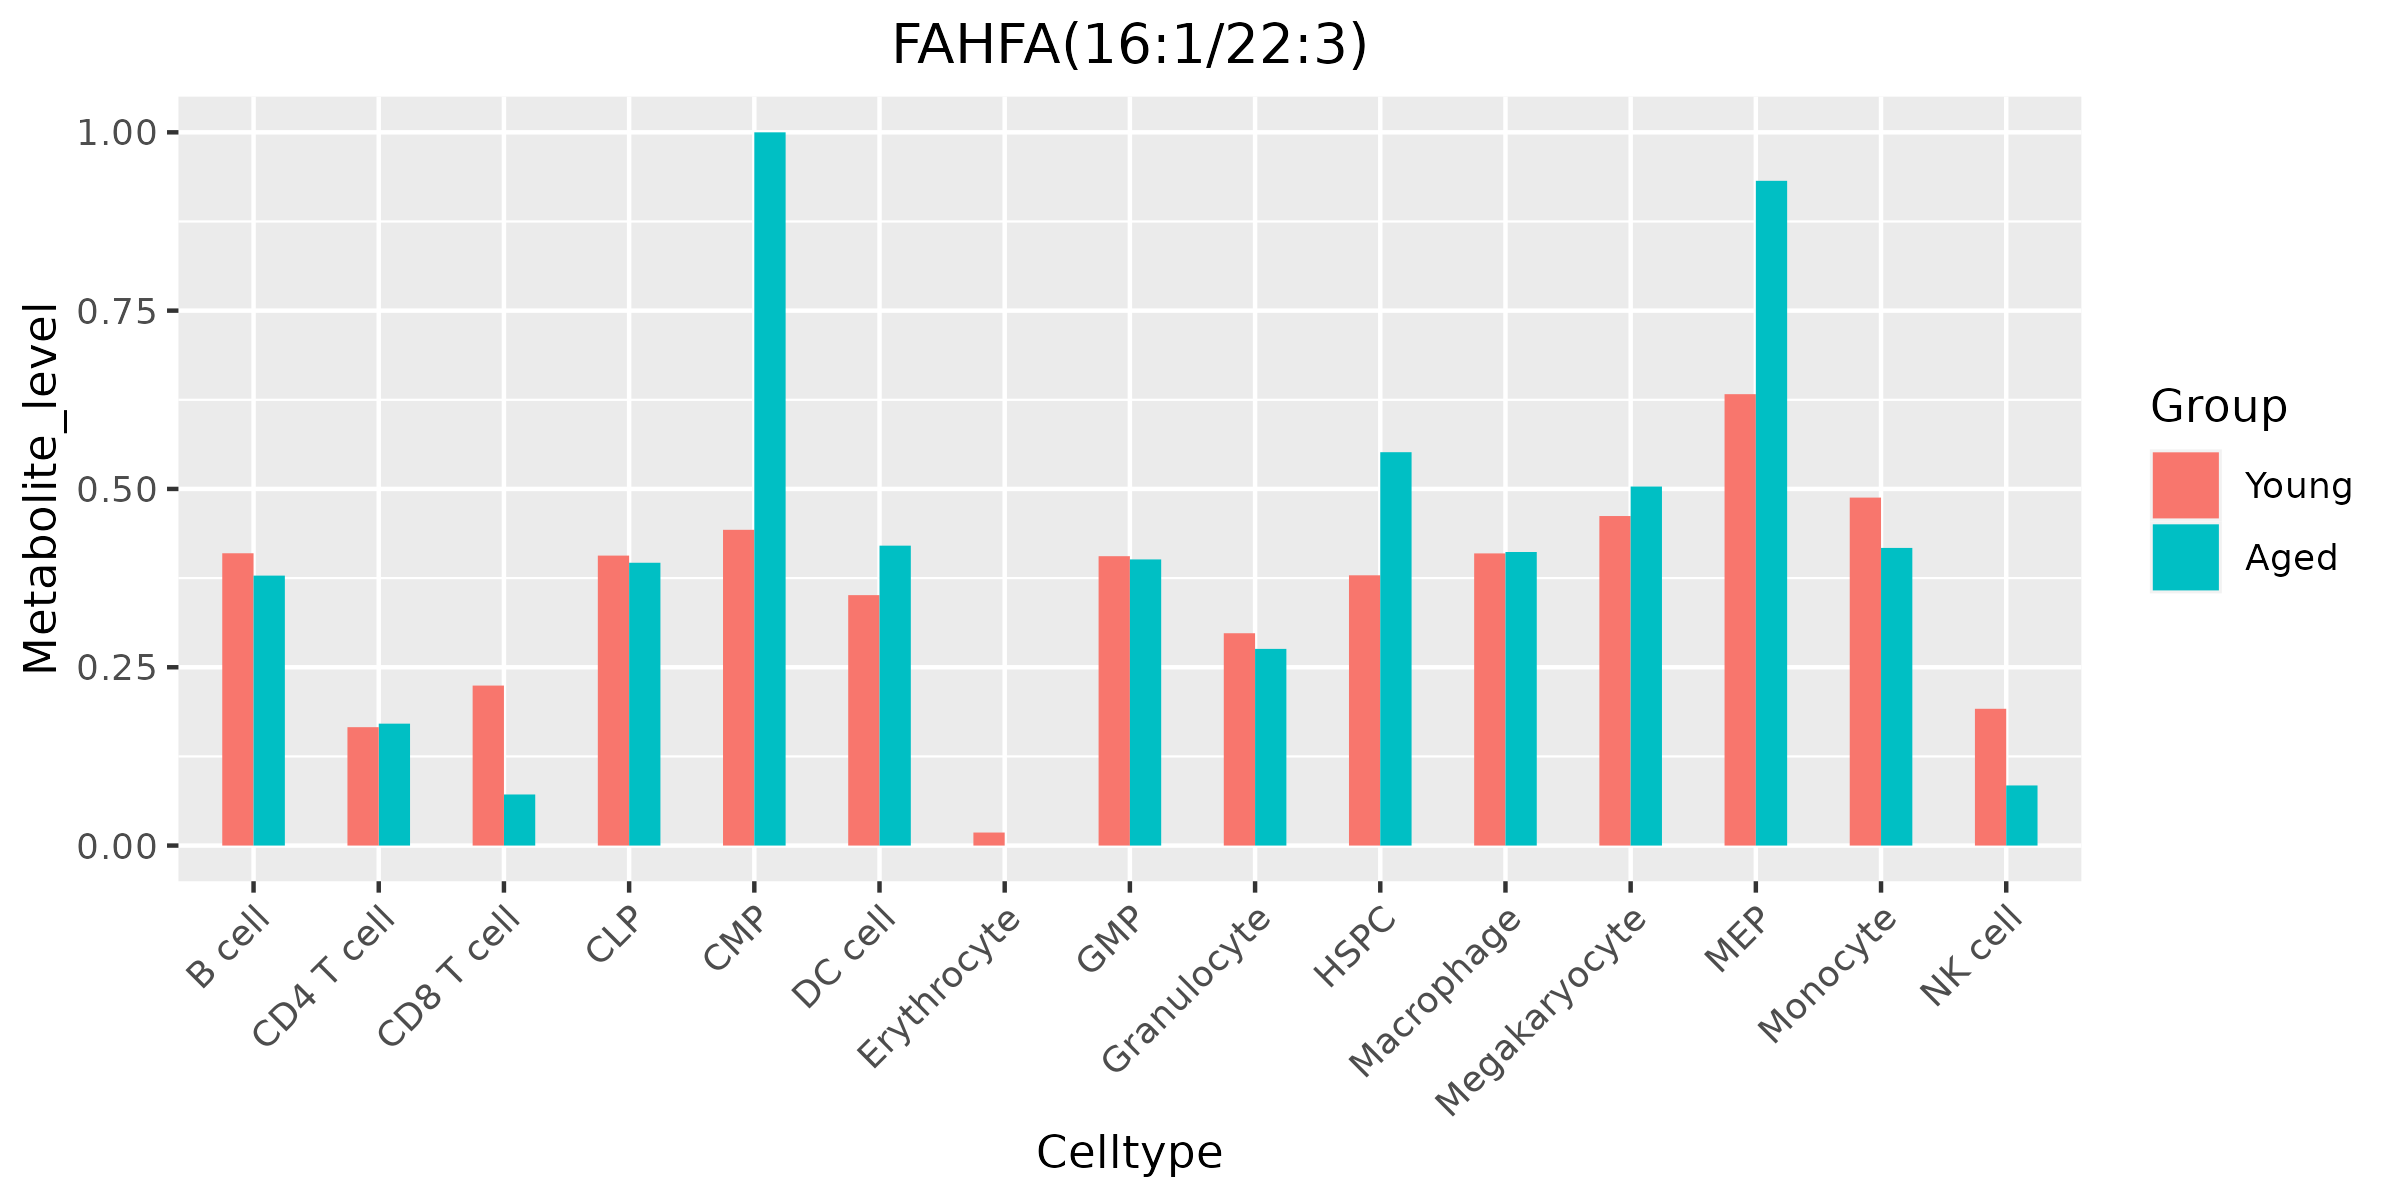 FAHFA(16:1/22:3)
Metabolite_level
1.00
0.75
0.50
0.25
0.00
B cell
CD4 T cell
CD8 T cell
CLP
CMP
DC cell
Erythrocyte
GMP
Granulocyte
HSPC
Macrophage
Megakaryocyte
MEP
Monocyte
NK cell
Celltype
Group
Young
Aged